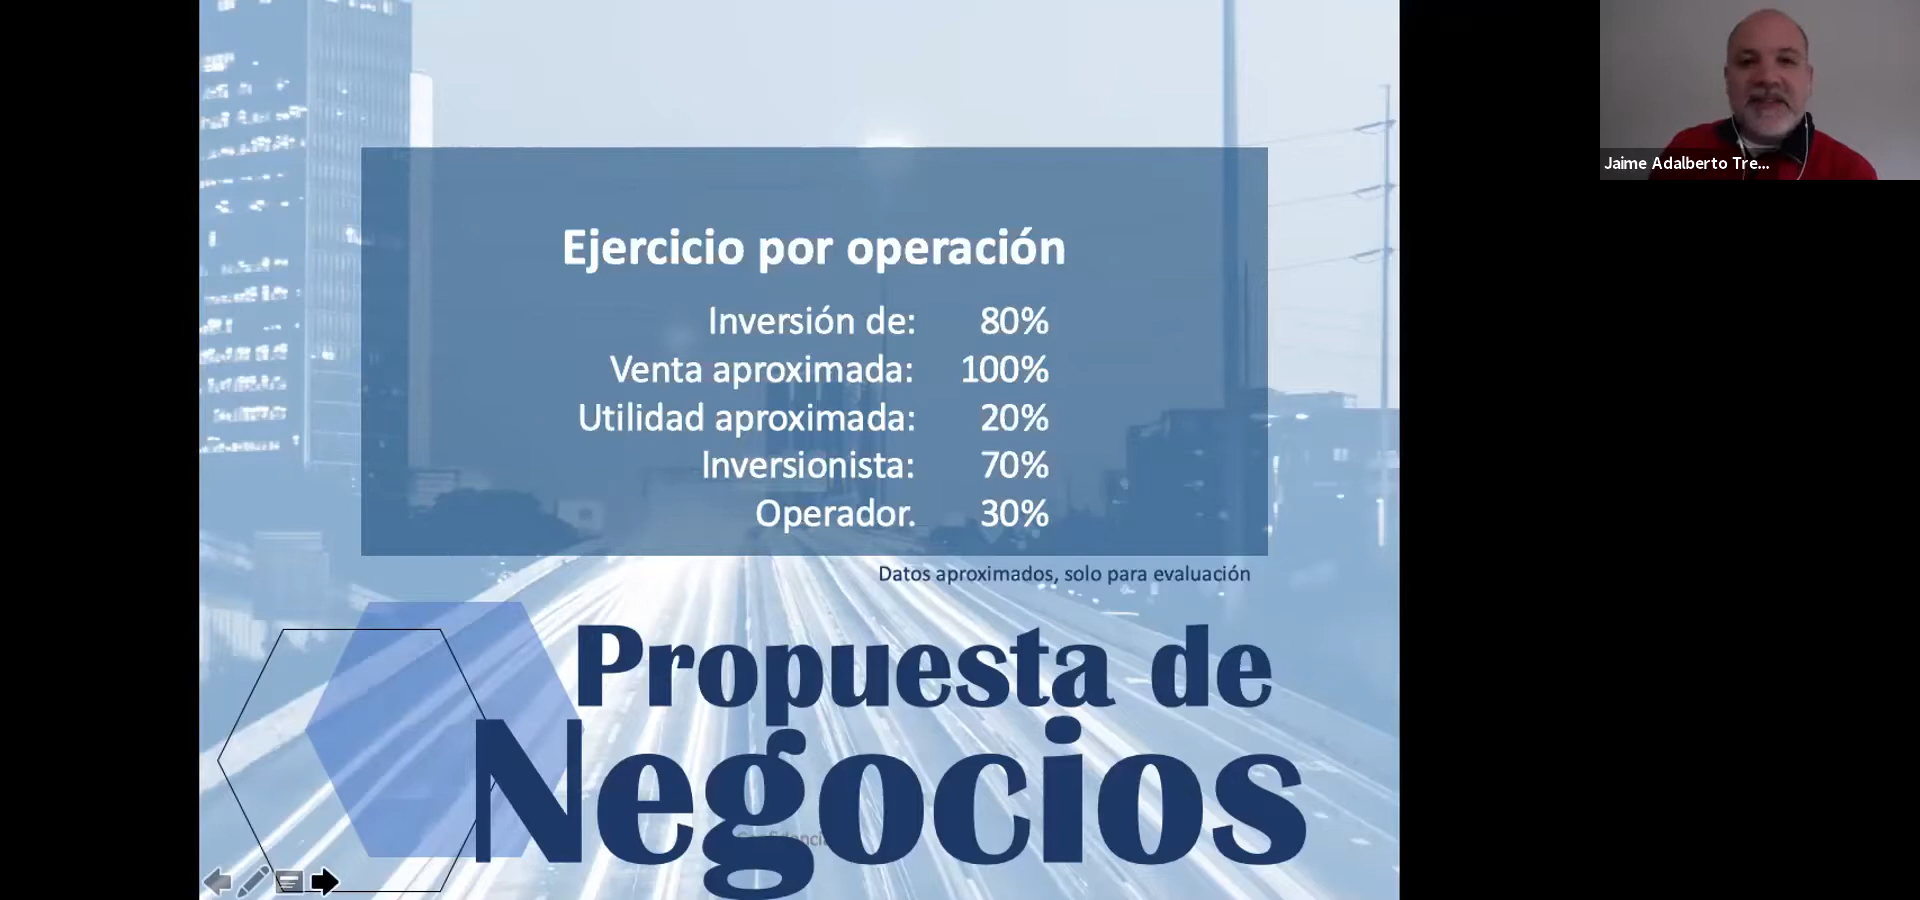 Jaime Adalberto Tre...
Ejercicio por operación
Inversión de: 80%
Venta aproximada: 100%
Utilidad aproximada: 20%
Inversionista: 70%
Operador. 30%
Datos aproximados, solo para evaluación
Propuesta de
Negocios